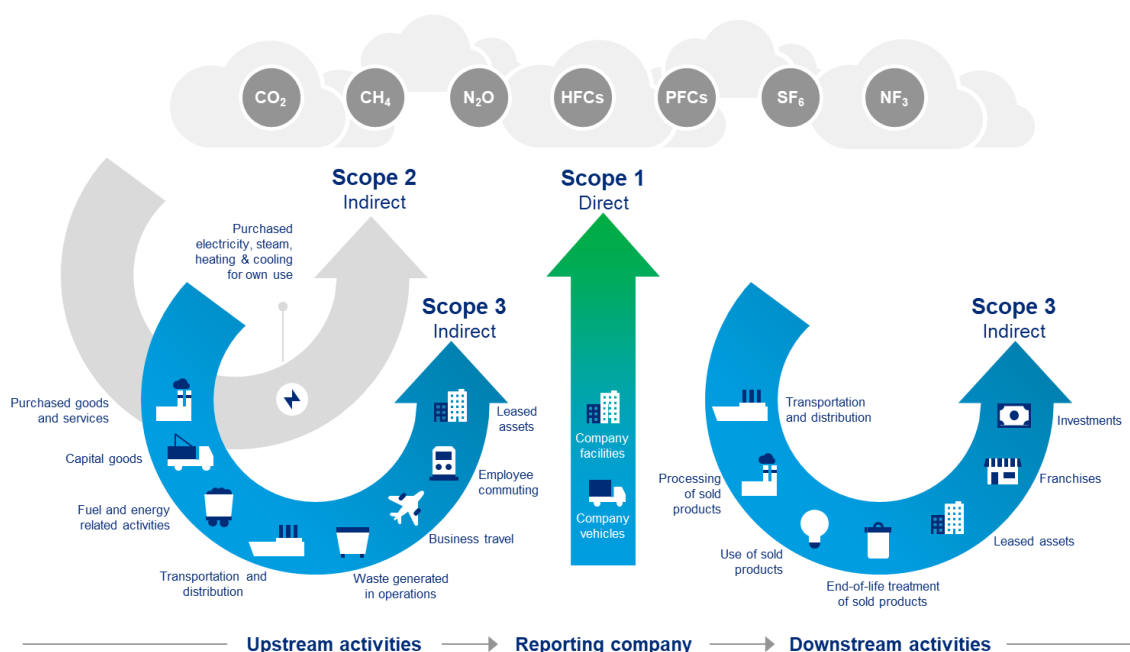 CO₂
CH₄
N₂O
HFCs
PFCs
SF₆
NF₃
Scope 2
Indirect
Purchased
electricity, steam,
heating & cooling
for own use
Scope 1
Direct
Scope 3
Indirect
Purchased goods
and services
Capital goods
Fuel and energy
related activities
Transportation and
distribution
Waste generated
in operations
Business travel
Employee
commuting
Leased
assets
Company
facilities
Company
vehicles
Scope 3
Indirect
Transportation
and distribution
Processing
of sold
products
Use of sold
products
End-of-life treatment
of sold products
Leased assets
Franchises
Investments
Upstream activities
Reporting company
Downstream activities